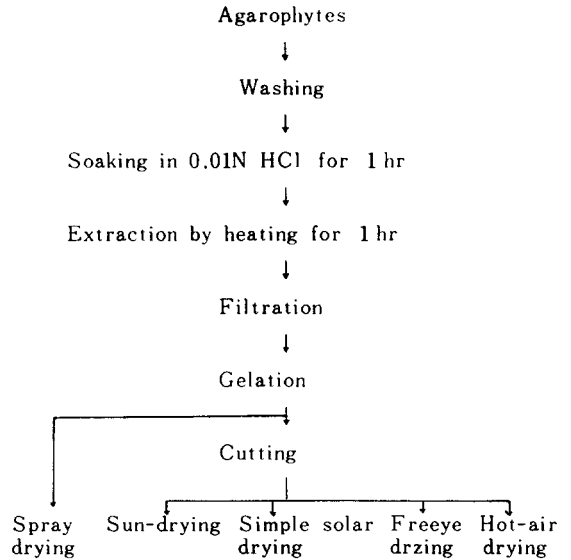 Agarophytes
Washing
Soaking in 0.01N HCl for 1 hr
Extraction by heating for 1 hr
Filtration
Gelation
Cutting
Spray drying
Sun-drying
Simple solar drying
Freeye drzing
Hot-air drying